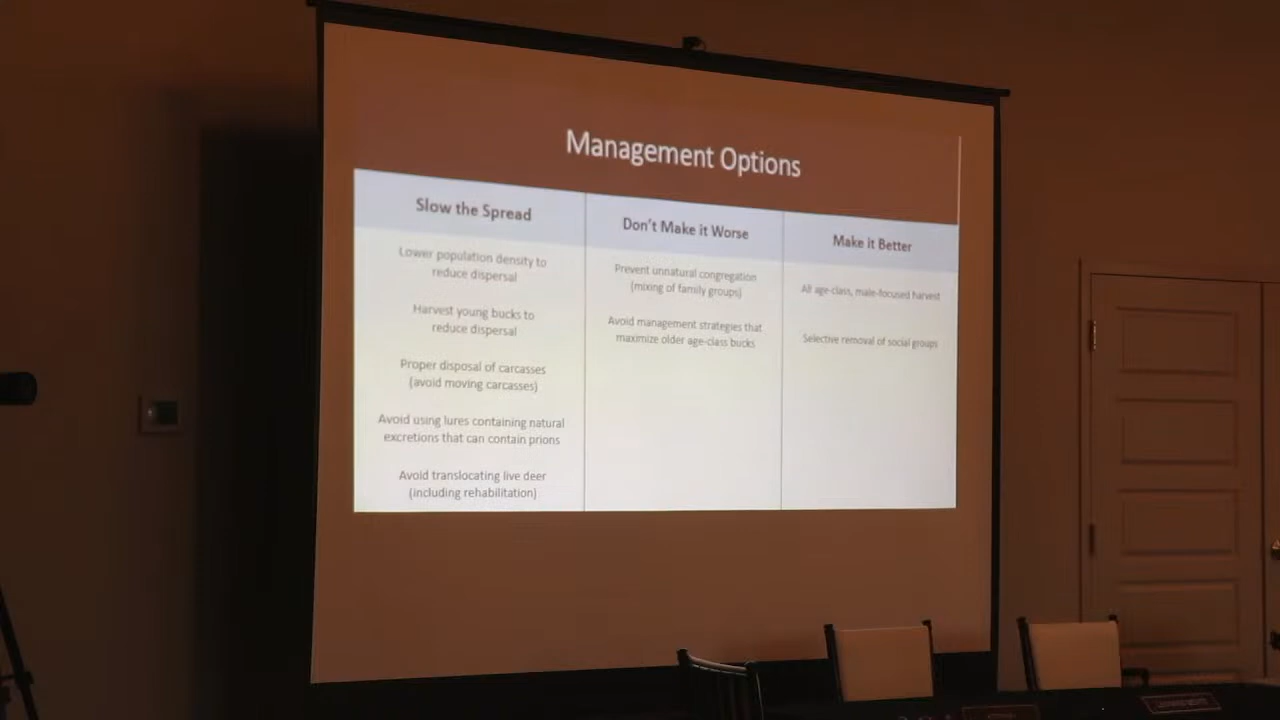 Management Options
Slow the Spread
Lower population density to
reduce dispersal
Harvest young bucks to
reduce dispersal
Proper disposal of carcasses
(avoid moving carcasses)
Avoid using lures containing natural
excretions that can contain prions
Avoid translocating live deer
(including rehabilitation)
Don't Make it Worse
Prevent unnatural congregation
(mixing of family groups)
Avoid management strategies that
maximize older age-class bucks
Make it Better
All age-class, male-focused harvest
Selective removal of social groups